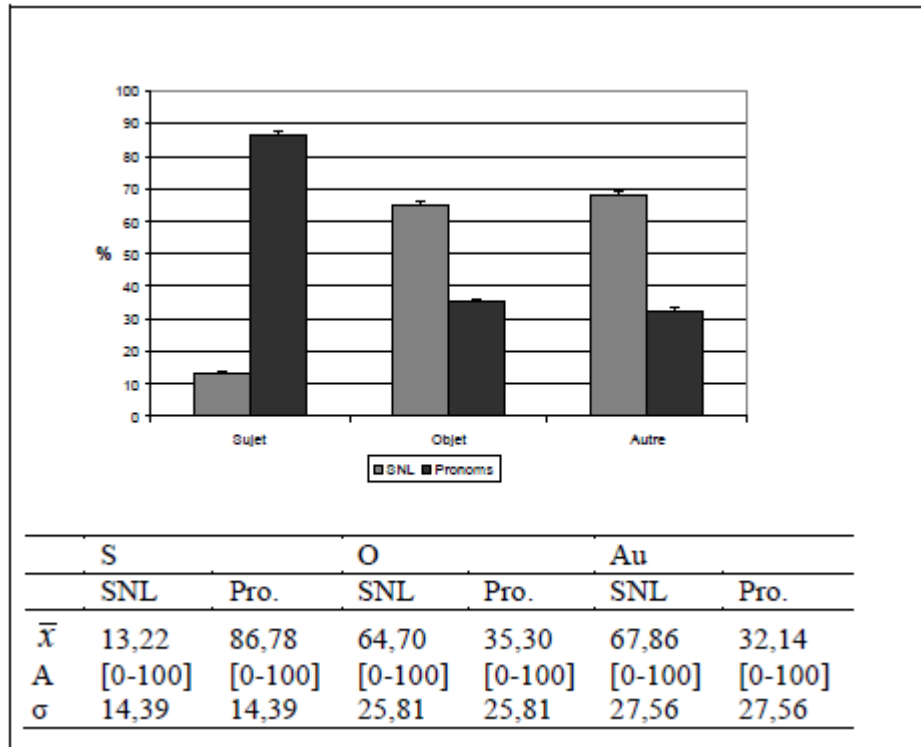 100
90
80
70
60
% 50
40
30
20
10
0
Sujet Objet Autre
SNL Pronoms
S O Au
SNL Pro. SNL Pro. SNL Pro.
x̅ 13,22 86,78 64,70 35,30 67,86 32,14
A [0-100] [0-100] [0-100] [0-100] [0-100] [0-100]
σ 14,39 14,39 25,81 25,81 27,56 27,56